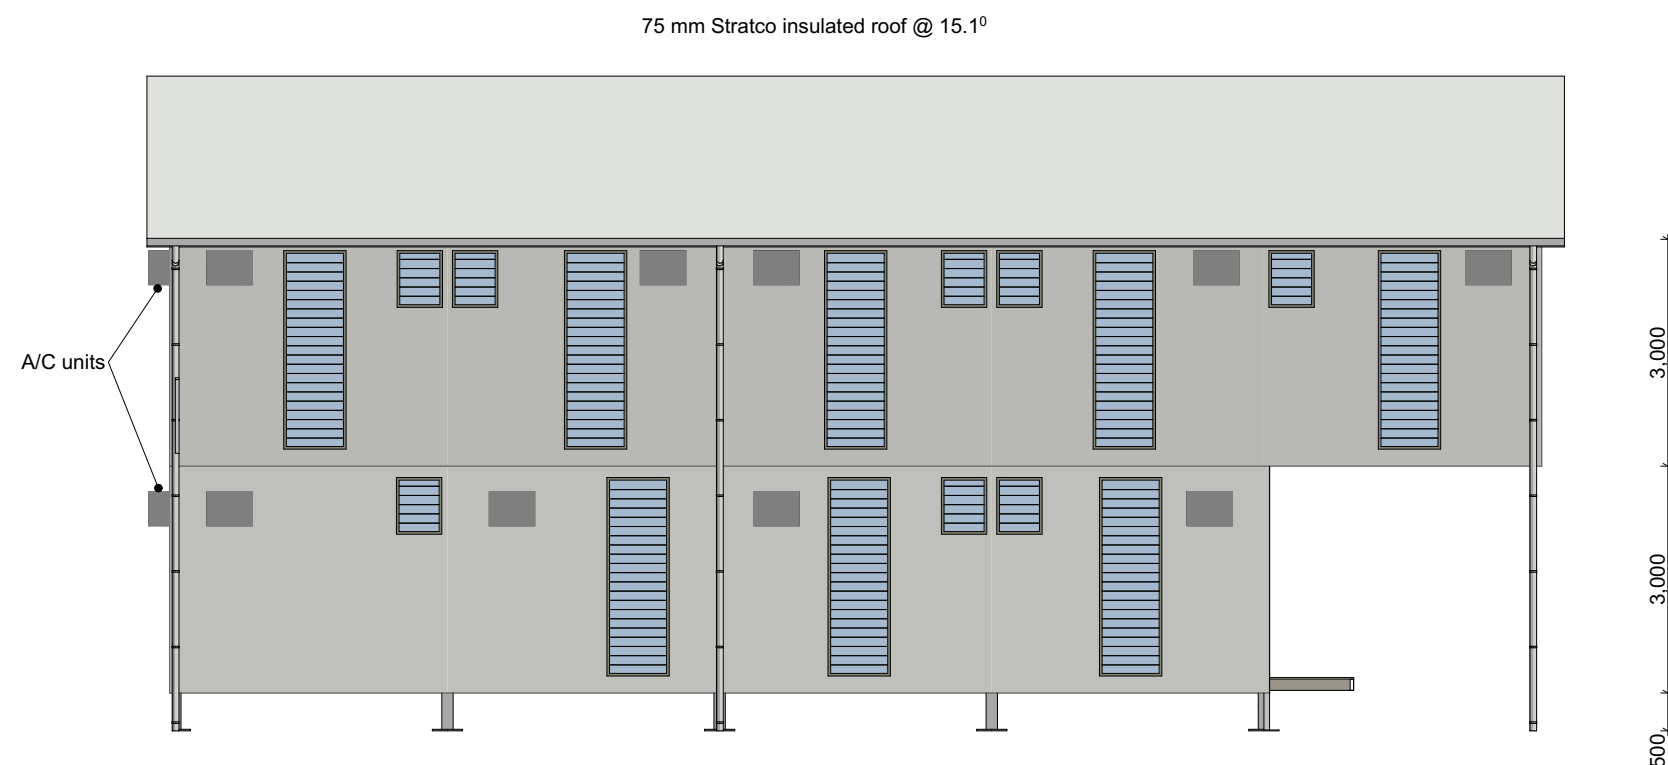 75 mm Stratco insulated roof @ 15.1⁰
A/C units
3,000
3,000
500